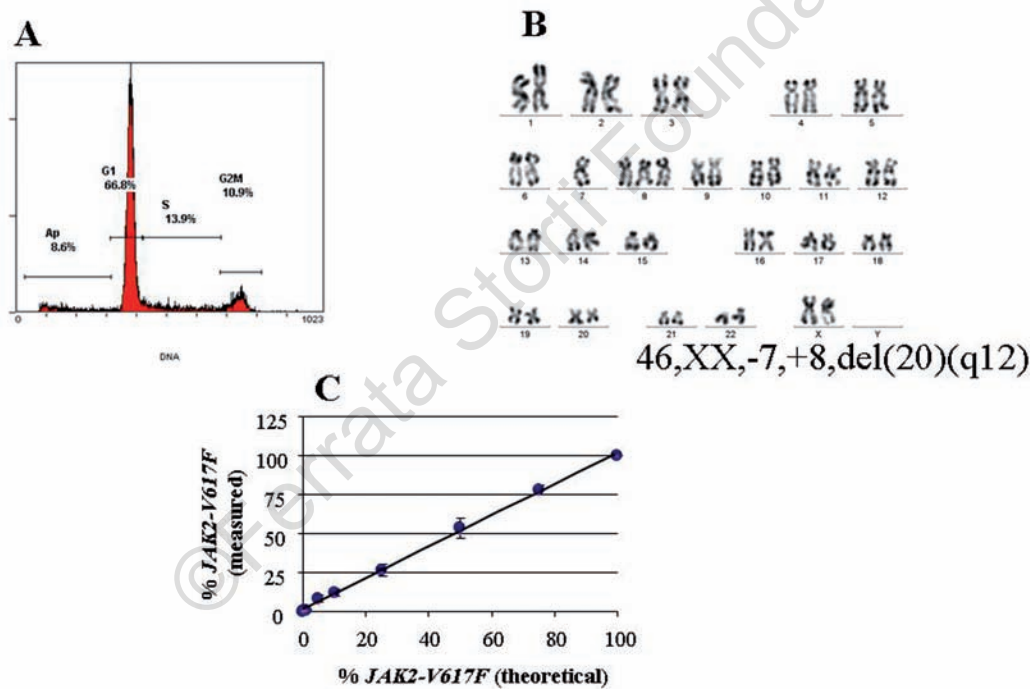 A
G1
66.8%
S
13.9%
G2M
10.9%
Ap
8.6%
0
1023
DNA
B
1 2 3 4 5
6 7 8 9 10 11 12
13 14 15 16 17 18
19 20 21 22 X Y
46,XX,-7,+8,del(20)(q12)
C
% JAK2-V617F
(measured)
125
100
75
50
25
0
0 20 40 60 80 100
% JAK2-V617F (theoretical)
©Ferrata Storti Founda